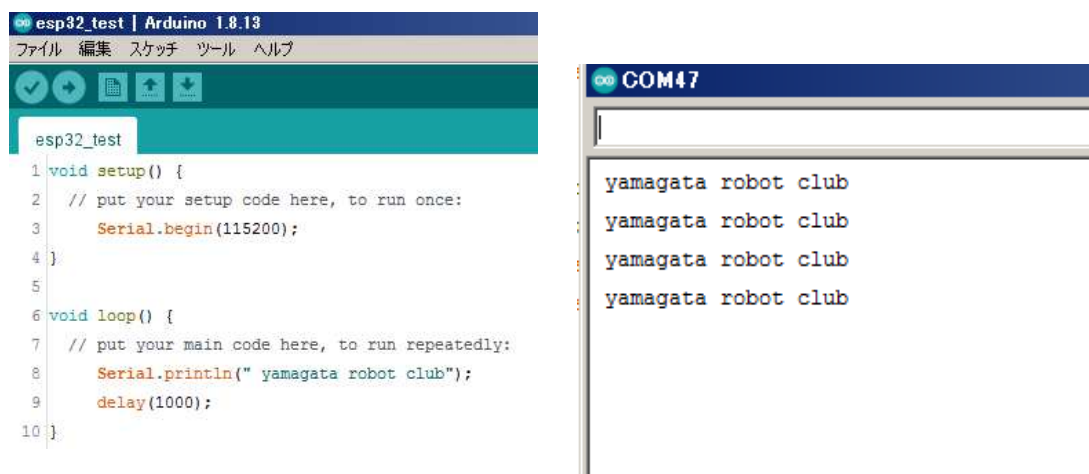 esp32_test | Arduino 1.8.13
ファイル 編集 スケッチ ツール ヘルプ
esp32_test
1 void setup() {
2 // put your setup code here, to run once:
3 Serial.begin(115200);
4 }
5
6 void loop() {
7 // put your main code here, to run repeatedly:
8 Serial.println(" yamagata robot club");
9 delay(1000);
10 }
COM47
yamagata robot club
yamagata robot club
yamagata robot club
yamagata robot club